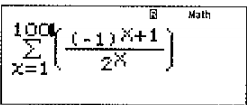 R Math
100
∑ ( (-1)^X+1 / 2^X )
X=1